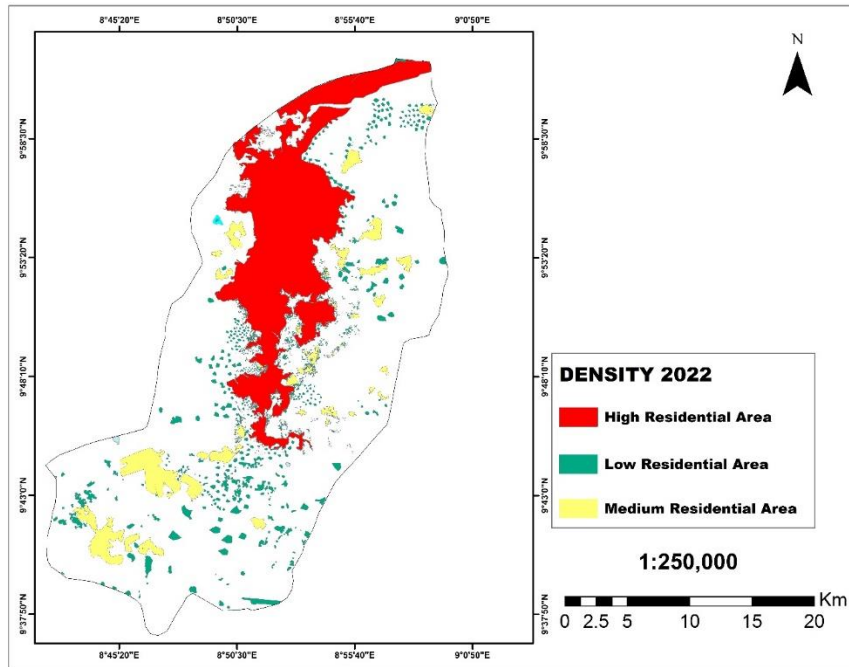 8°45'20"E 8°50'30"E 8°55'40"E 9°0'50"E
N
9°58'30"N 9°58'30"N
9°53'20"N 9°53'20"N
9°48'10"N 9°48'10"N
9°43'0"N 9°43'0"N
9°37'50"N 9°37'50"N
8°45'20"E 8°50'30"E 8°55'40"E 9°0'50"E
DENSITY 2022
High Residential Area
Low Residential Area
Medium Residential Area
1:250,000
Km
0 2.5 5 10 15 20